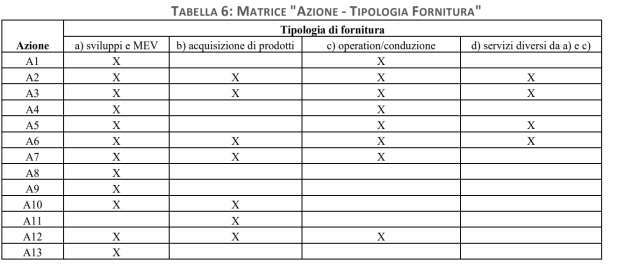 TABELLA 6: MATRICE "AZIONE - TIPOLOGIA FORNITURA"
Tipologia di fornitura
Azione a) sviluppi e MEV b) acquisizione di prodotti c) operation/conduzione d) servizi diversi da a) e c)
A1 X X
A2 X X X X
A3 X X X X
A4 X X
A5 X X X
A6 X X X X
A7 X X X
A8 X
A9 X
A10 X X
A11 X
A12 X X X
A13 X